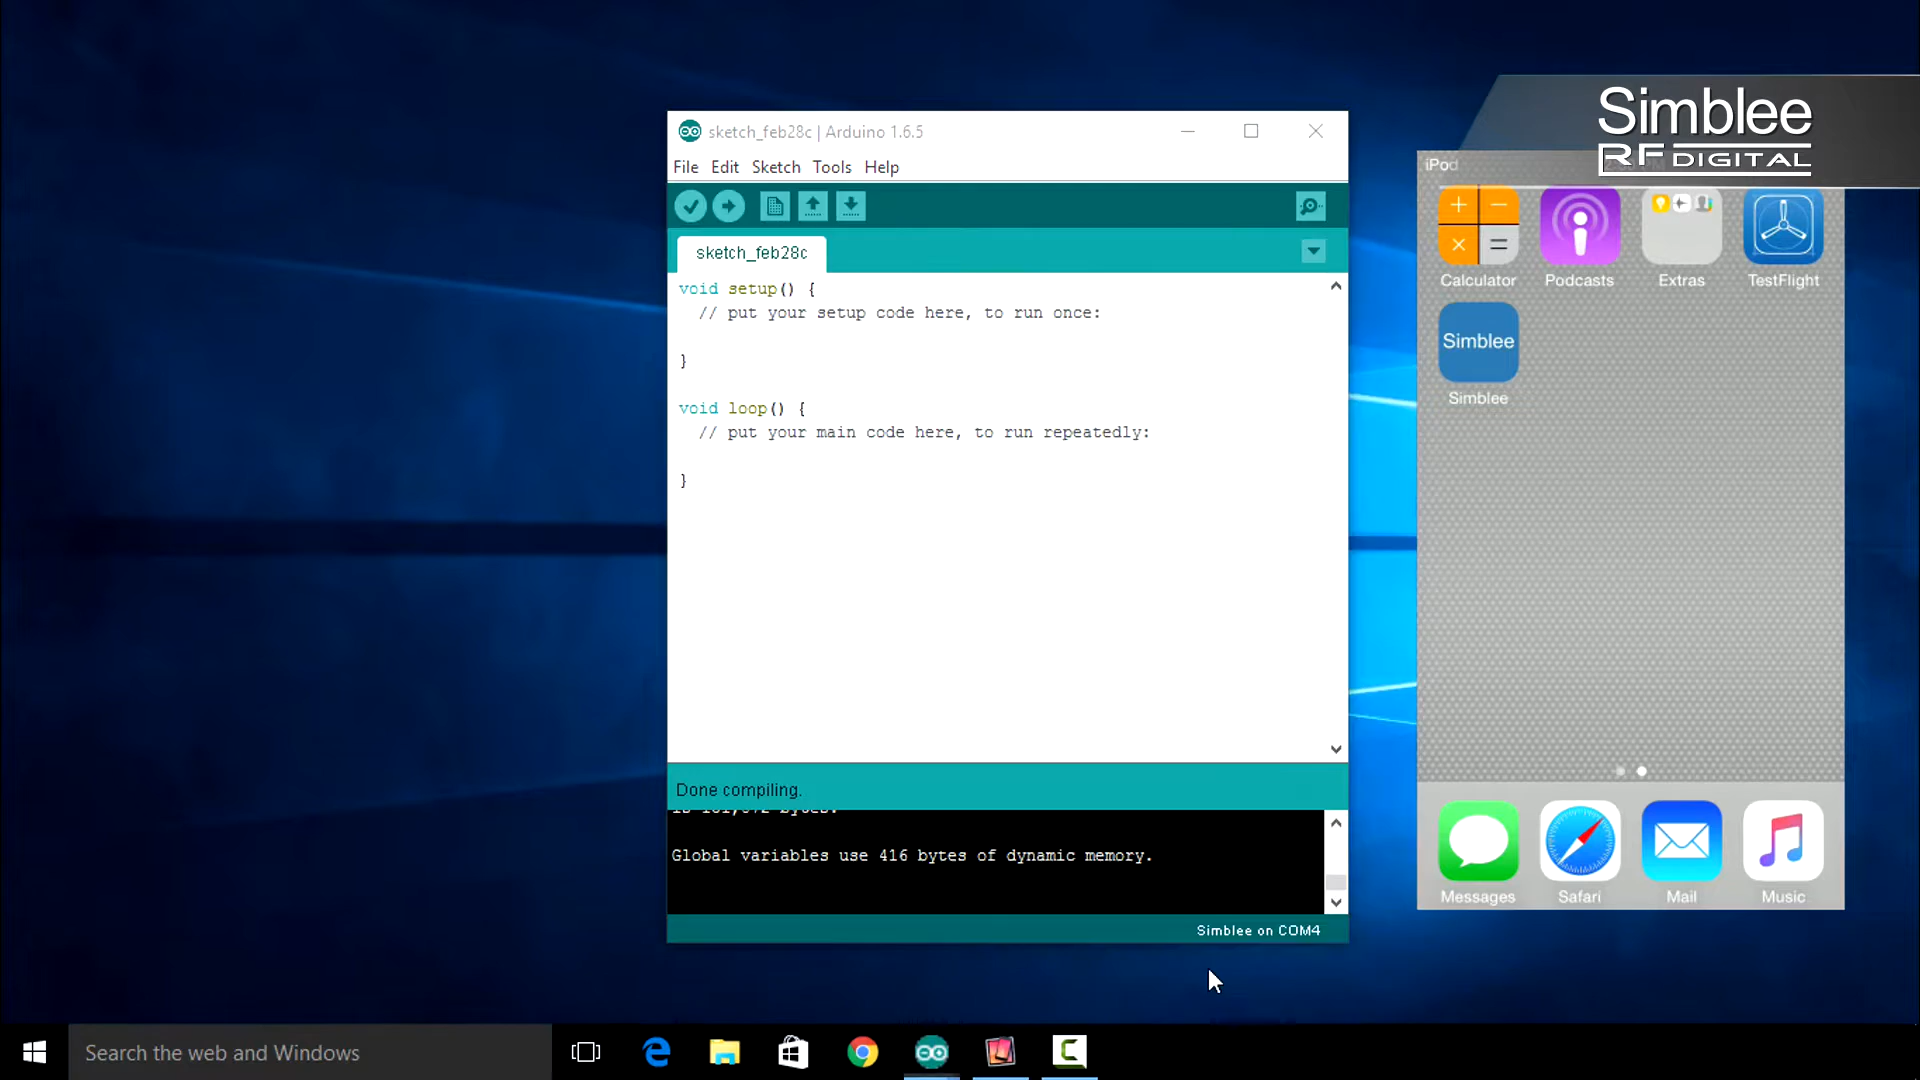 Simblee
RF DIGITAL
sketch_feb28c | Arduino 1.6.5
File Edit Sketch Tools Help
sketch_feb28c
void setup() {
  // put your setup code here, to run once:
}
void loop() {
  // put your main code here, to run repeatedly:
}
Done compiling.
Global variables use 416 bytes of dynamic memory.
Simblee on COM4
iPod
Calculator Podcasts Extras TestFlight
Simblee
Simblee
Messages Safari Mail Music
Search the web and Windows